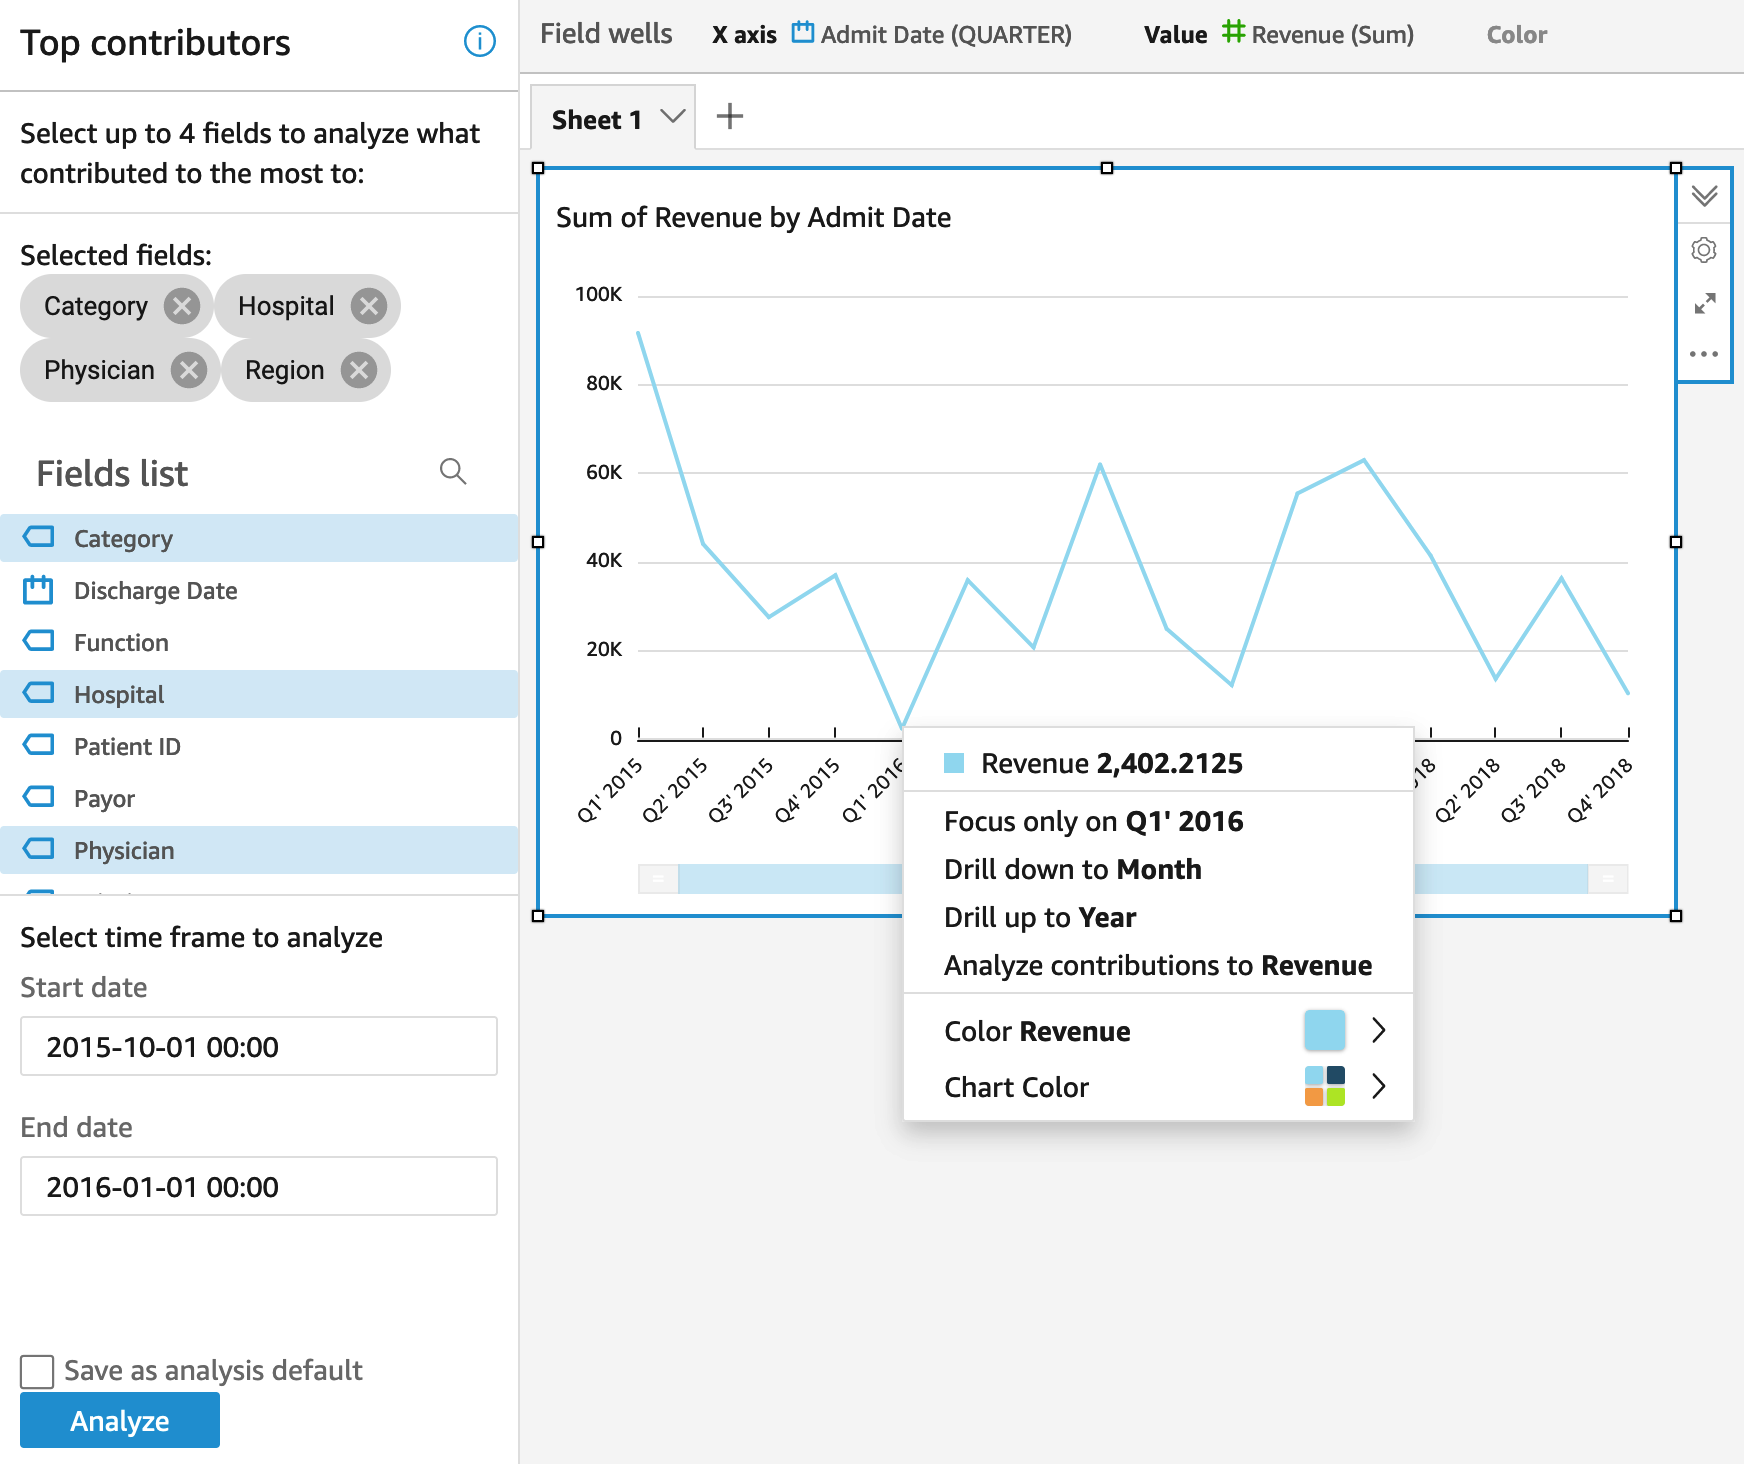 Top contributors
Select up to 4 fields to analyze what
contributed to the most to:
Selected fields:
Category
Hospital
Physician
Region
Fields list
Category
Discharge Date
Function
Hospital
Patient ID
Payor
Physician
Select time frame to analyze
Start date
2015-10-01 00:00
End date
2016-01-01 00:00
Save as analysis default
Analyze
Field wells
X axis Admit Date (QUARTER)
Value Revenue (Sum)
Color
Sheet 1
Sum of Revenue by Admit Date
100K
80K
60K
40K
20K
0
Q1' 2015
Q2' 2015
Q3' 2015
Q4' 2015
Q1' 2016
18
Q2' 2018
Q3' 2018
Q4' 2018
Revenue 2,402.2125
Focus only on Q1' 2016
Drill down to Month
Drill up to Year
Analyze contributions to Revenue
Color Revenue
Chart Color